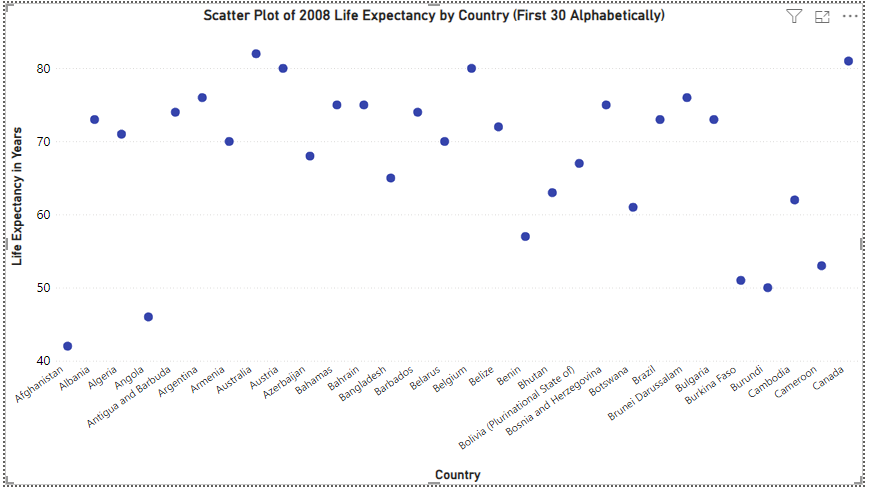 Scatter Plot of 2008 Life Expectancy by Country (First 30 Alphabetically)
Life Expectancy in Years
80
70
60
50
40
Afghanistan
Albania
Algeria
Angola
Antigua and Barbuda
Argentina
Armenia
Australia
Austria
Azerbaijan
Bahamas
Bahrain
Bangladesh
Barbados
Belarus
Belgium
Belize
Benin
Bhutan
Bolivia (Plurinational State of)
Bosnia and Herzegovina
Botswana
Brazil
Brunei Darussalam
Bulgaria
Burkina Faso
Burundi
Cambodia
Cameroon
Canada
Country